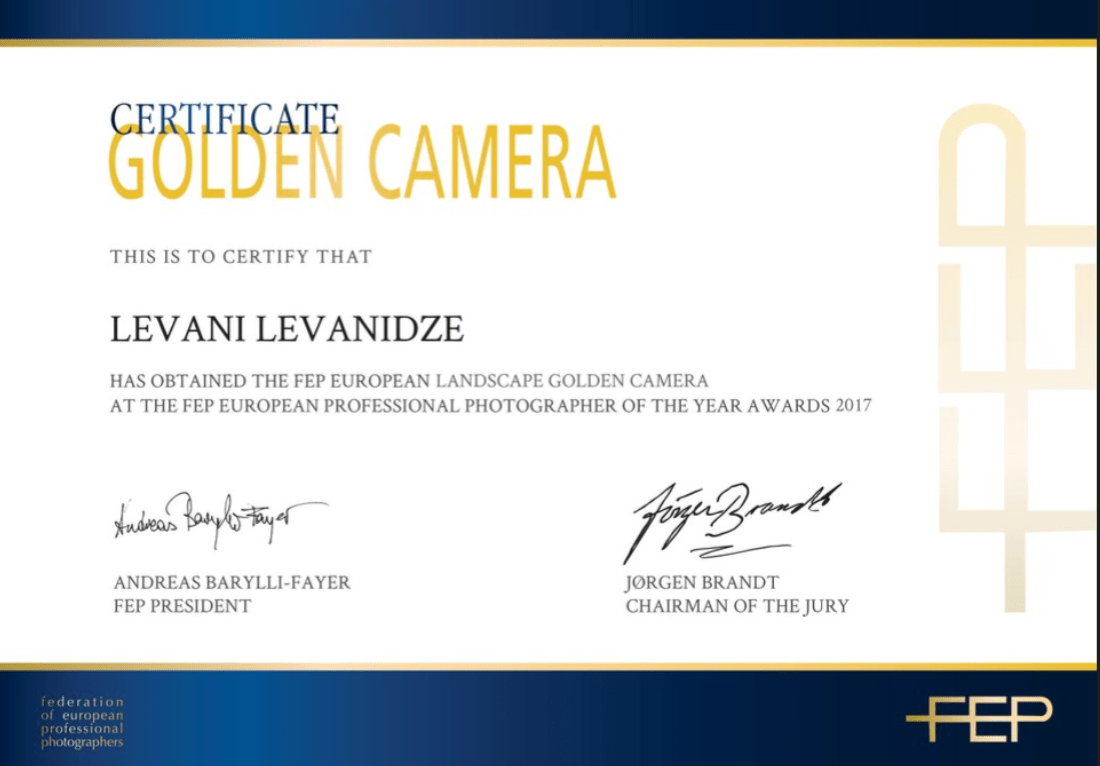 CERTIFICATE
GOLDEN CAMERA
THIS IS TO CERTIFY THAT
LEVANI LEVANIDZE
HAS OBTAINED THE FEP EUROPEAN LANDSCAPE GOLDEN CAMERA
AT THE FEP EUROPEAN PROFESSIONAL PHOTOGRAPHER OF THE YEAR AWARDS 2017
Andreas Barylli-Fayer
Jörgen Brandt
ANDREAS BARYLLI-FAYER
FEP PRESIDENT
JØRGEN BRANDT
CHAIRMAN OF THE JURY
FEP
federation
of european
professional
photographers
FEP